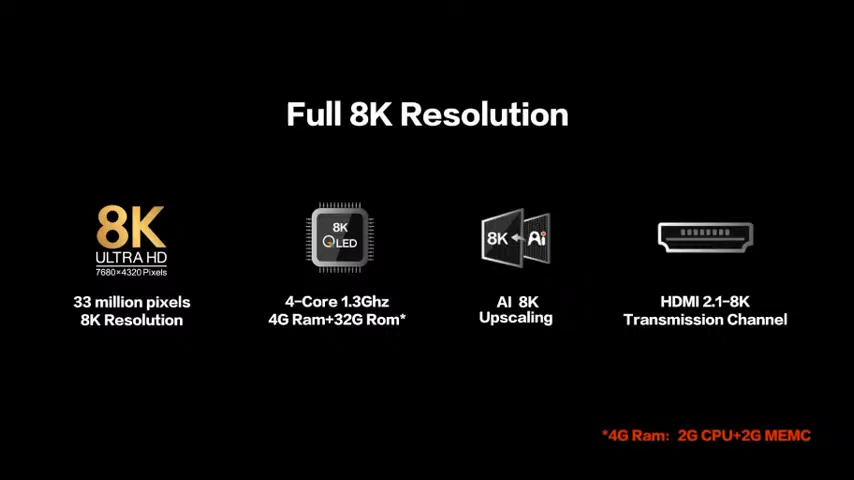 Full 8K Resolution
8K
ULTRA HD
7680×4320 Pixels
33 million pixels
8K Resolution
8K
QLED
4-Core 1.3Ghz
4G Ram+32G Rom*
8K
Ai
AI 8K
Upscaling
HDMI 2.1-8K
Transmission Channel
*4G Ram: 2G CPU+2G MEMC